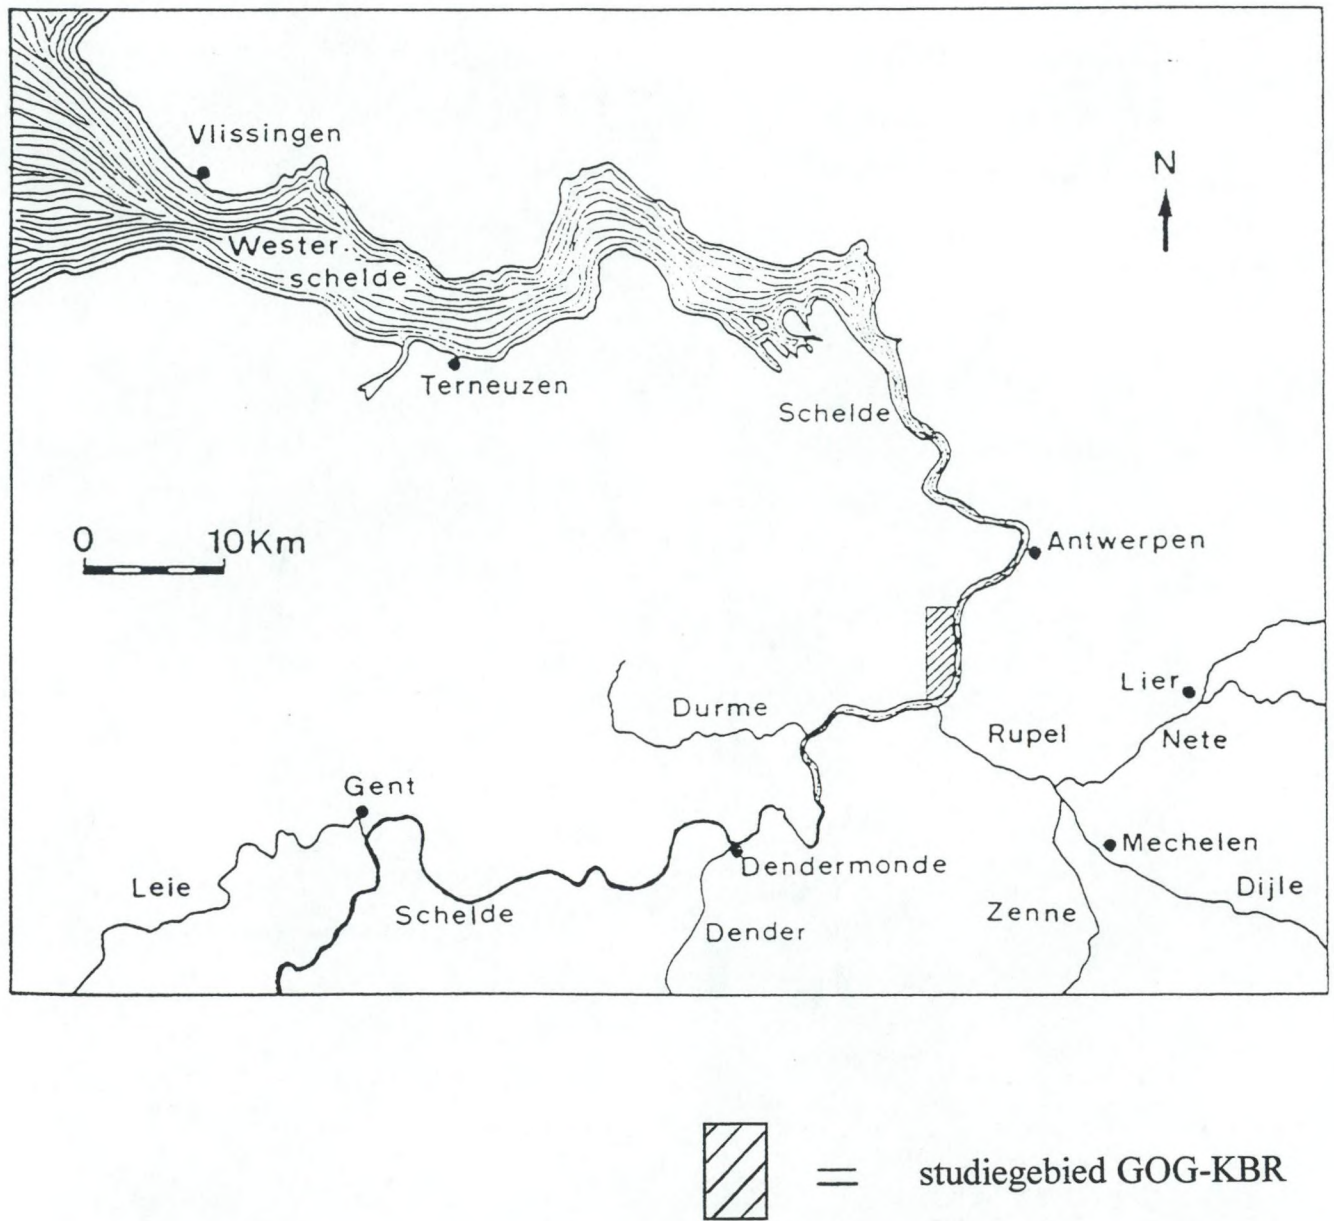 Vlissingen
N
Wester.
schelde
Terneuzen
Schelde
0 10Km
Antwerpen
Lier
Durme
Rupel
Nete
Gent
Mechelen
Dendermonde
Leie
Dijle
Schelde
Zenne
Dender
= studiegebied GOG-KBR